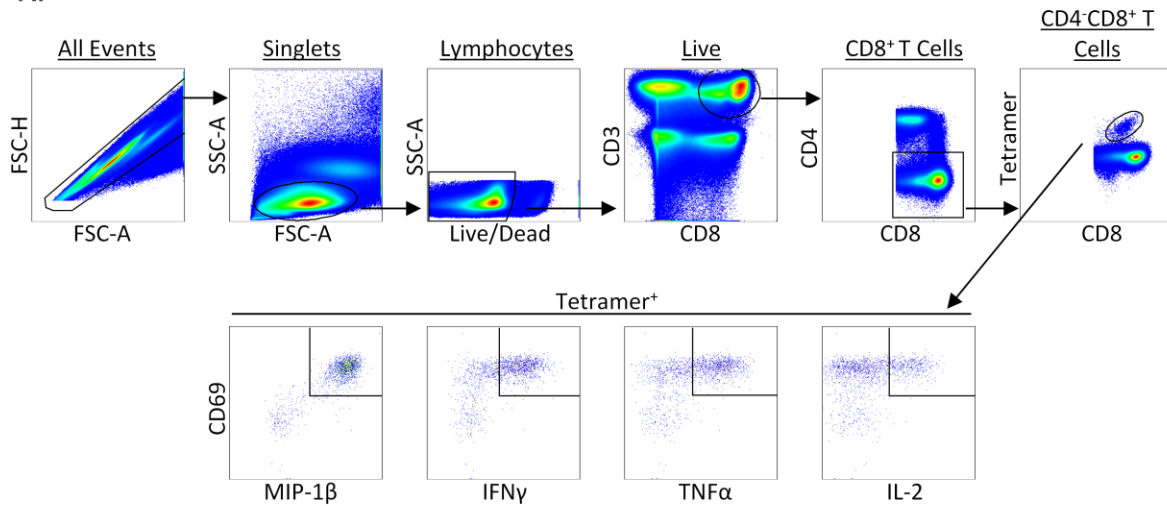 CD4⁻CD8⁺ T
Cells
All Events
Singlets
Lymphocytes
Live
CD8⁺ T Cells
FSC-H
FSC-A
SSC-A
FSC-A
SSC-A
Live/Dead
CD3
CD8
CD4
CD8
Tetramer
CD8
Tetramer⁺
CD69
MIP-1β
IFNγ
TNFα
IL-2